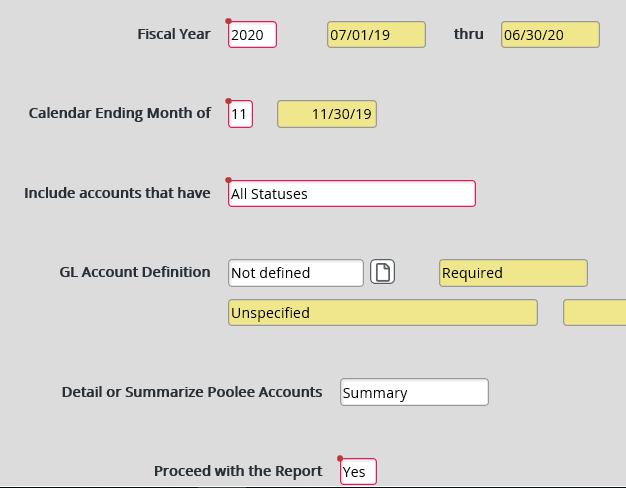 Fiscal Year 2020 07/01/19 thru 06/30/20
Calendar Ending Month of 11 11/30/19
Include accounts that have All Statuses
GL Account Definition Not defined Required
Unspecified
Detail or Summarize Poolee Accounts Summary
Proceed with the Report Yes